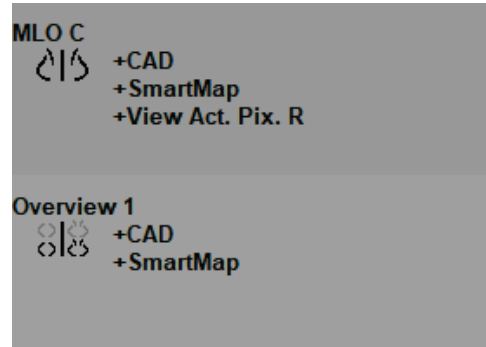 MLO C
+CAD
+SmartMap
+View Act. Pix. R
Overview 1
+CAD
+SmartMap